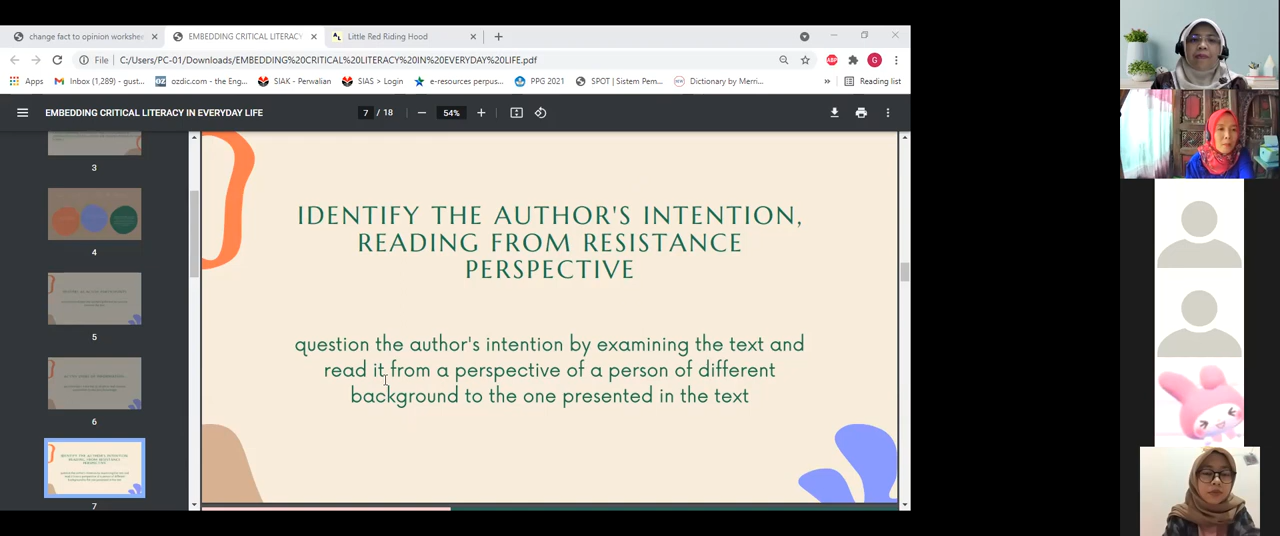 change fact to opinion workshee
EMBEDDING CRITICAL LITERACY
Little Red Riding Hood
File
C:/Users/PC-01/Downloads/EMBEDDING%20CRITICAL%20LITERACY%20IN%20EVERYDAY%20LIFE.pdf
ABP
G
Apps
Inbox (1,289) - gustyo...
ozdic.com - the Eng...
SIAK - Perwalian
SIAS > Login
e-resources perpus...
PPG 2021
SPOT | Sistem Pem...
Dictionary by Merri...
Reading list
EMBEDDING CRITICAL LITERACY IN EVERYDAY LIFE
7 / 18
54%
3
4
5
6
7
IDENTIFY THE AUTHOR'S INTENTION,
READING FROM RESISTANCE
PERSPECTIVE
question the author's intention by examining the text and
read it from a perspective of a person of different
background to the one presented in the text